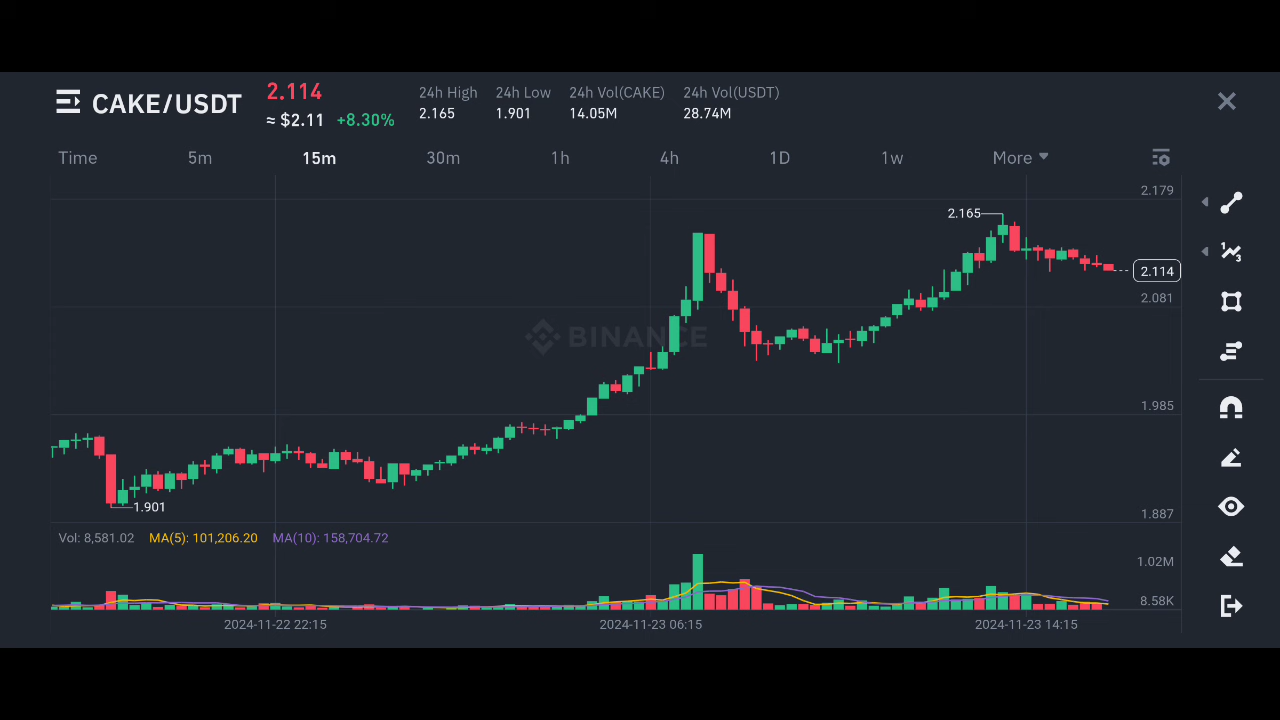 CAKE/USDT
2.114
≈ $2.11 +8.30%
24h High 24h Low 24h Vol(CAKE) 24h Vol(USDT)
2.165 1.901 14.05M 28.74M
Time 5m 15m 30m 1h 4h 1D 1w More
2.179
2.165
2.114
2.081
BINANCE
1.985
1.901
1.887
Vol: 8,581.02 MA(5): 101,206.20 MA(10): 158,704.72
1.02M
8.58K
2024-11-22 22:15 2024-11-23 06:15 2024-11-23 14:15
1
3